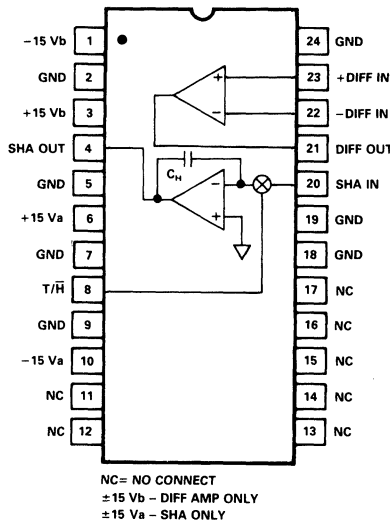 -15 Vb 1 24 GND
GND 2 + 23 +DIFF IN
+15 Vb 3 - 22 -DIFF IN
SHA OUT 4 21 DIFF OUT
GND 5 CH - 20 SHA IN
+15 Va 6 + 19 GND
GND 7 18 GND
T/H̅ 8 17 NC
GND 9 16 NC
-15 Va 10 15 NC
NC 11 14 NC
NC 12 13 NC
NC= NO CONNECT
±15 Vb – DIFF AMP ONLY
±15 Va – SHA ONLY